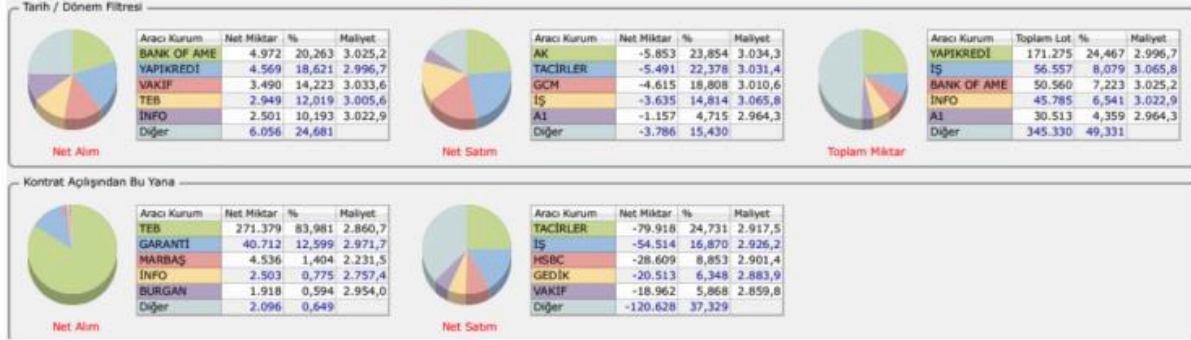 Tarih / Dönem Filtresi
Aracı Kurum Net Miktar % Maliyet
BANK OF AME 4.972 20,263 3.025,2
YAPIKREDİ 4.569 18,621 2.996,7
VAKIF 3.490 14,223 3.033,6
TEB 2.949 12,019 3.005,6
İNFO 2.501 10,193 3.022,9
Diğer 6.056 24,681
Net Alım
Aracı Kurum Net Miktar % Maliyet
AK -5.853 23,854 3.034,3
TACİRLER -5.491 22,378 3.031,4
GCM -4.615 18,808 3.010,6
İŞ -3.635 14,814 3.065,8
A1 -1.157 4,715 2.964,3
Diğer -3.786 15,430
Net Satım
Aracı Kurum Toplam Lot % Maliyet
YAPIKREDİ 171.275 24,467 2.996,7
İŞ 56.557 8,079 3.065,8
BANK OF AME 50.560 7,223 3.025,2
İNFO 45.785 6,541 3.022,9
A1 30.513 4,359 2.964,3
Diğer 345.330 49,331
Toplam Miktar
Kontrat Açılışından Bu Yana
Aracı Kurum Net Miktar % Maliyet
TEB 271.379 83,981 2.860,7
GARANTİ 40.712 12,599 2.971,7
MARBAŞ 4.536 1,404 2.231,5
İNFO 2.503 0,775 2.757,4
BURGAN 1.918 0,594 2.954,0
Diğer 2.096 0,649
Net Alım
Aracı Kurum Net Miktar % Maliyet
TACİRLER -79.918 24,731 2.917,5
İŞ -54.514 16,870 2.926,2
HSBC -28.609 8,853 2.901,4
GEDİK -20.513 6,348 2.883,9
VAKIF -18.962 5,868 2.859,8
Diğer -120.628 37,329
Net Satım